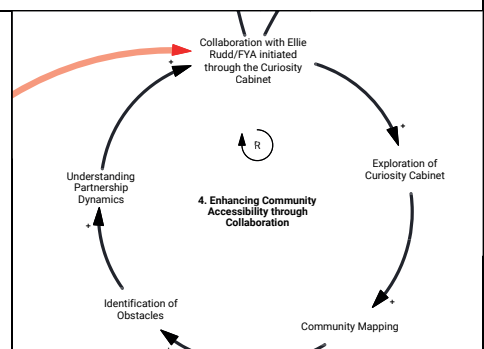 Collaboration with Ellie
Rudd/FYA initiated
through the Curiosity
Cabinet
+
+
R
Exploration of
Curiosity Cabinet
Understanding
Partnership
Dynamics
4. Enhancing Community
Accessibility through
Collaboration
+
+
Identification of
Obstacles
Community Mapping